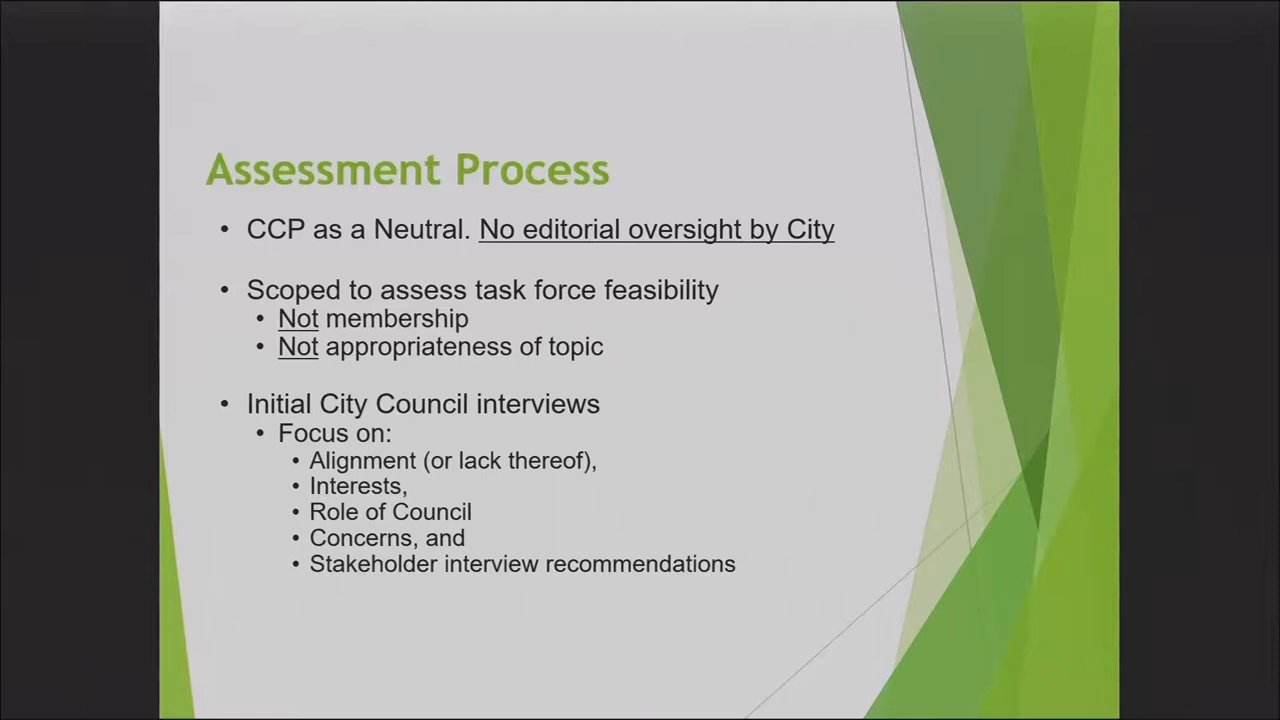 Assessment Process
• CCP as a Neutral. No editorial oversight by City
• Scoped to assess task force feasibility
• Not membership
• Not appropriateness of topic
• Initial City Council interviews
• Focus on:
• Alignment (or lack thereof),
• Interests,
• Role of Council
• Concerns, and
• Stakeholder interview recommendations